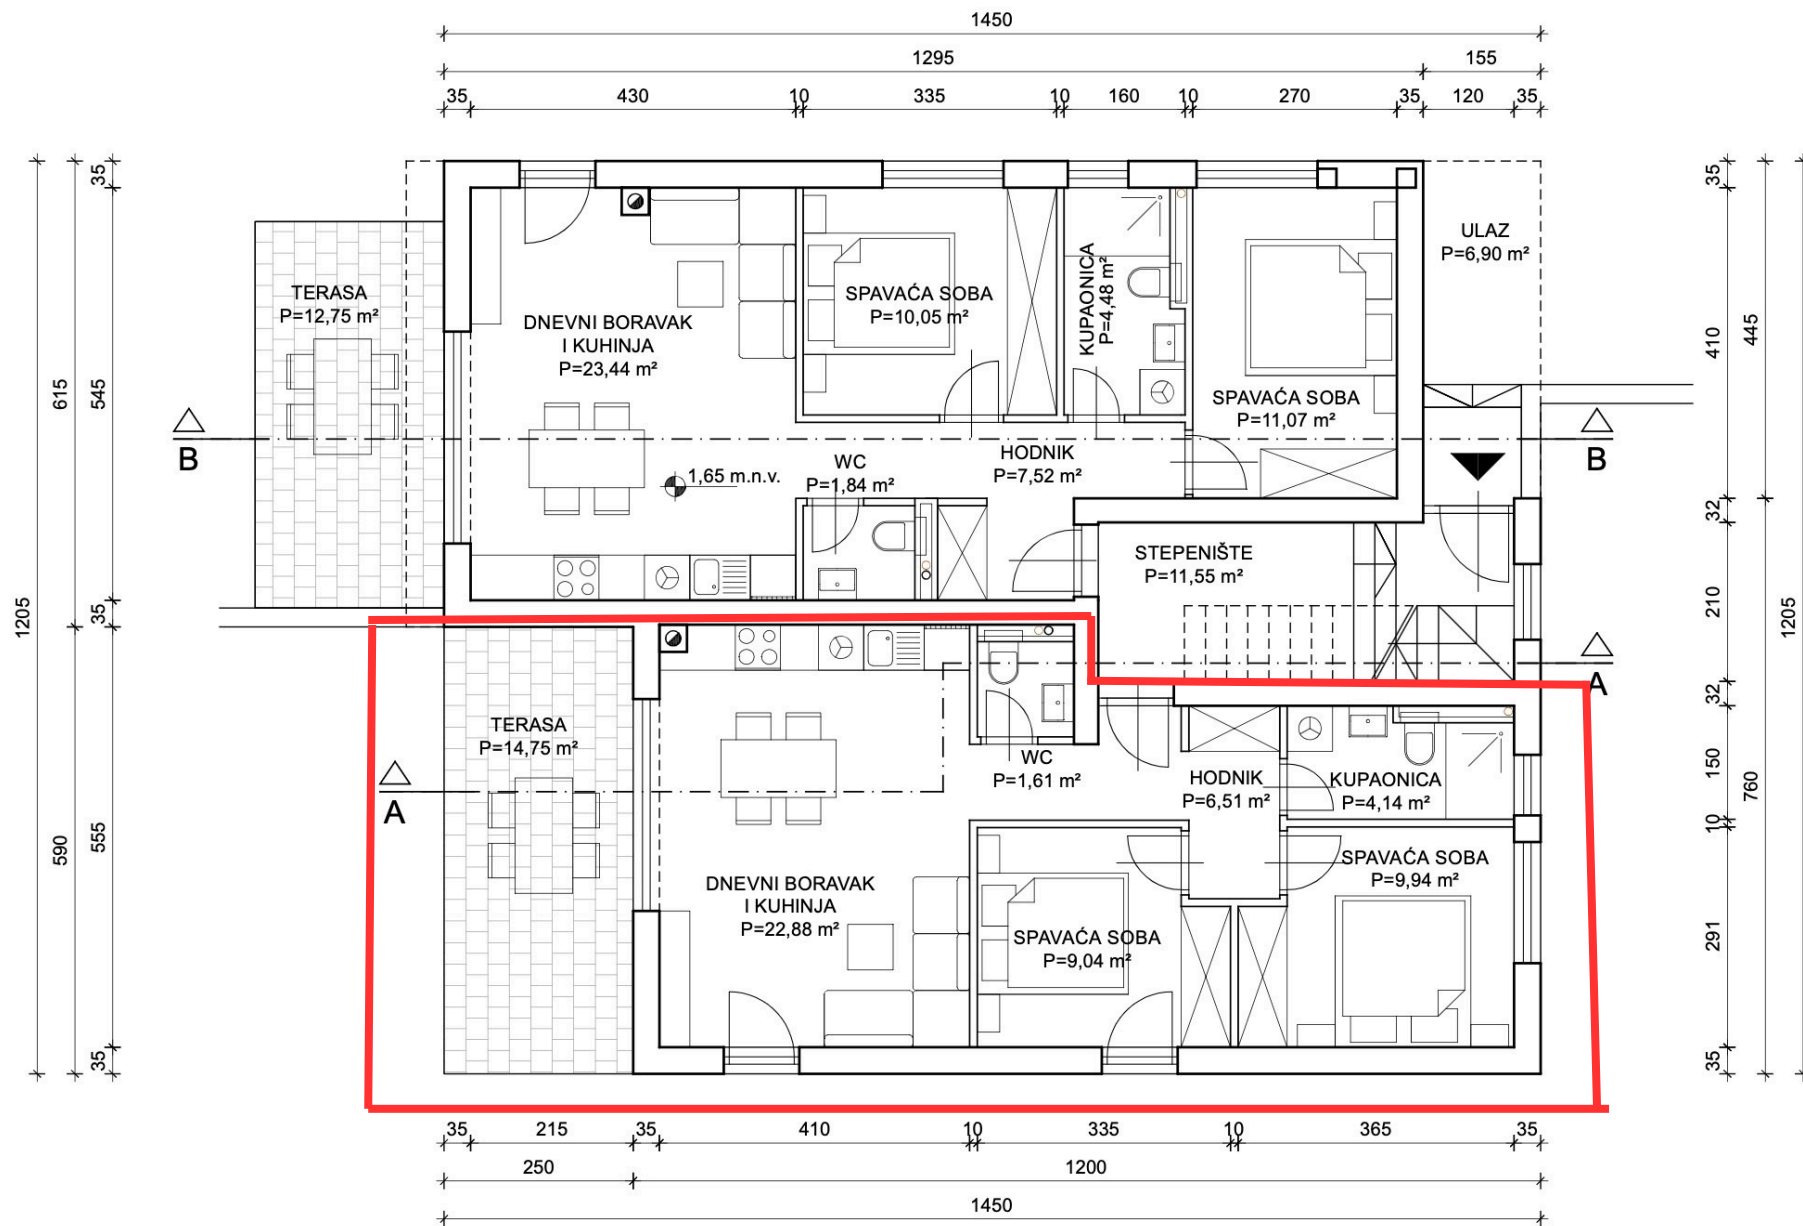 1450
1295 155
35 430 10 335 10 160 10 270 35 120 35
1205
615
590
35
545
35
555
35
TERASA
P=12,75 m²
DNEVNI BORAVAK
I KUHINJA
P=23,44 m²
SPAVAĆA SOBA
P=10,05 m²
KUPAONICA
P=4,48 m²
SPAVAĆA SOBA
P=11,07 m²
ULAZ
P=6,90 m²
B
B
1,65 m.n.v.
WC
P=1,84 m²
HODNIK
P=7,52 m²
STEPENIŠTE
P=11,55 m²
A
A
TERASA
P=14,75 m²
WC
P=1,61 m²
HODNIK
P=6,51 m²
KUPAONICA
P=4,14 m²
DNEVNI BORAVAK
I KUHINJA
P=22,88 m²
SPAVAĆA SOBA
P=9,04 m²
SPAVAĆA SOBA
P=9,94 m²
35
410
32
210
32
150
10
291
35
445
760
1205
35 215 35 410 10 335 10 365 35
250 1200
1450